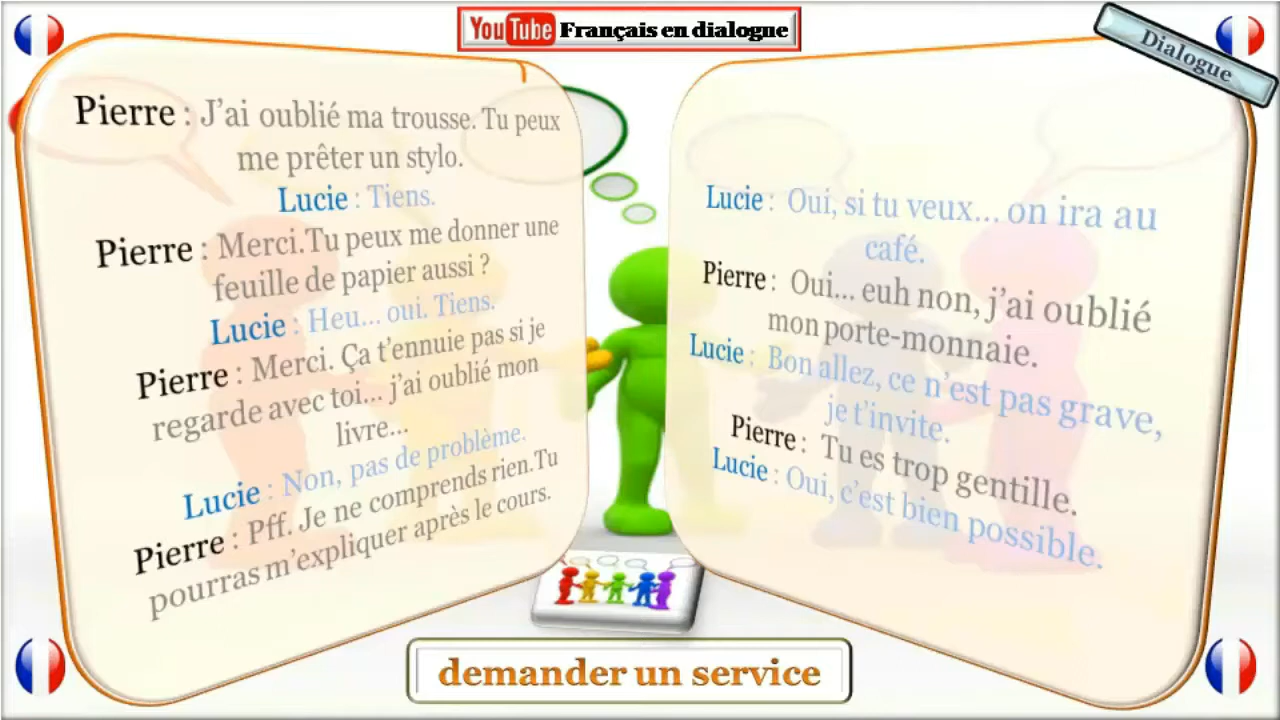 YouTube Français en dialogue
Dialogue
Pierre : J'ai oublié ma trousse. Tu peux
me prêter un stylo.
Lucie : Tiens.
Pierre : Merci.Tu peux me donner une
feuille de papier aussi ?
Lucie : Heu... oui. Tiens.
Pierre : Merci. Ça t'ennuie pas si je
regarde avec toi... j'ai oublié mon
livre...
Lucie : Non, pas de problème.
Pierre : Pff. Je ne comprends rien.Tu
pourras m'expliquer après le cours.
Lucie : Oui, si tu veux... on ira au
café.
Pierre : Oui... euh non, j'ai oublié
mon porte-monnaie.
Lucie : Bon allez, ce n'est pas grave,
je t'invite.
Pierre : Tu es trop gentille.
Lucie : Oui, c'est bien possible.
demander un service